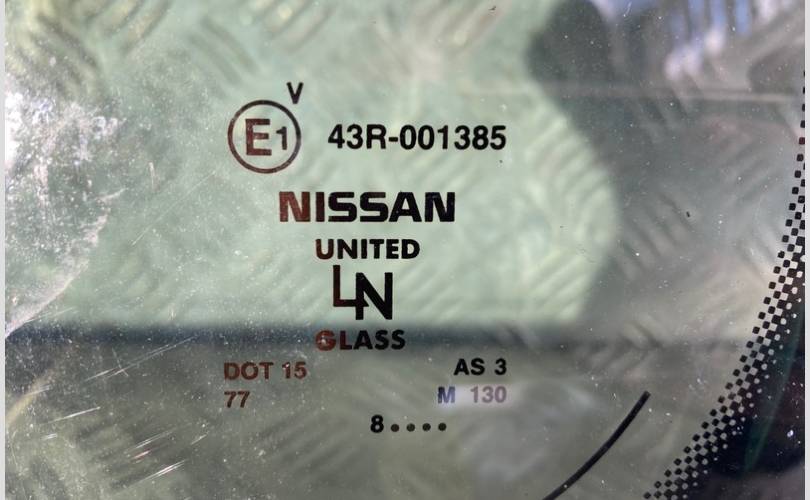 V
E1 43R-001385
NISSAN
UNITED
LN
GLASS
DOT 15 AS 3
77 M 130
8••••